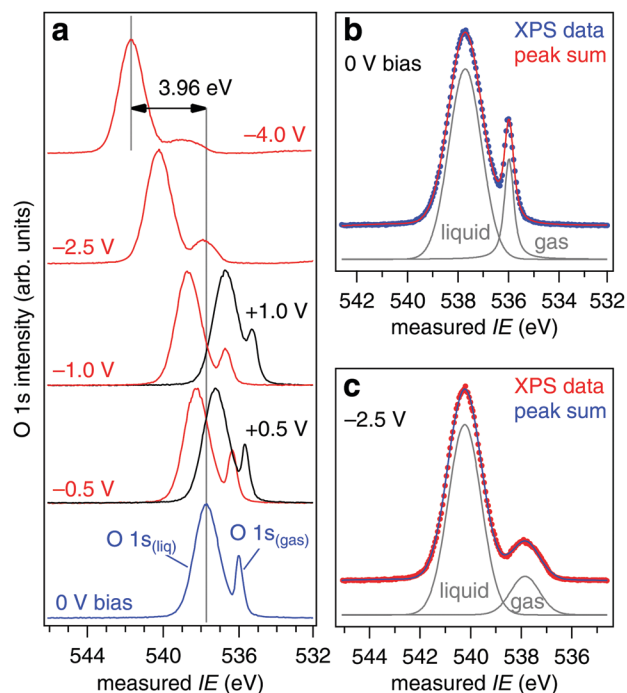 a
3.96 eV
−4.0 V
−2.5 V
+1.0 V
−1.0 V
+0.5 V
−0.5 V
O 1s(liq)
O 1s(gas)
0 V bias
O 1s intensity (arb. units)
544 540 536 532
measured IE (eV)
b
XPS data
peak sum
0 V bias
liquid
gas
542 540 538 536 534 532
measured IE (eV)
c
XPS data
peak sum
−2.5 V
liquid
gas
544 542 540 538 536
measured IE (eV)